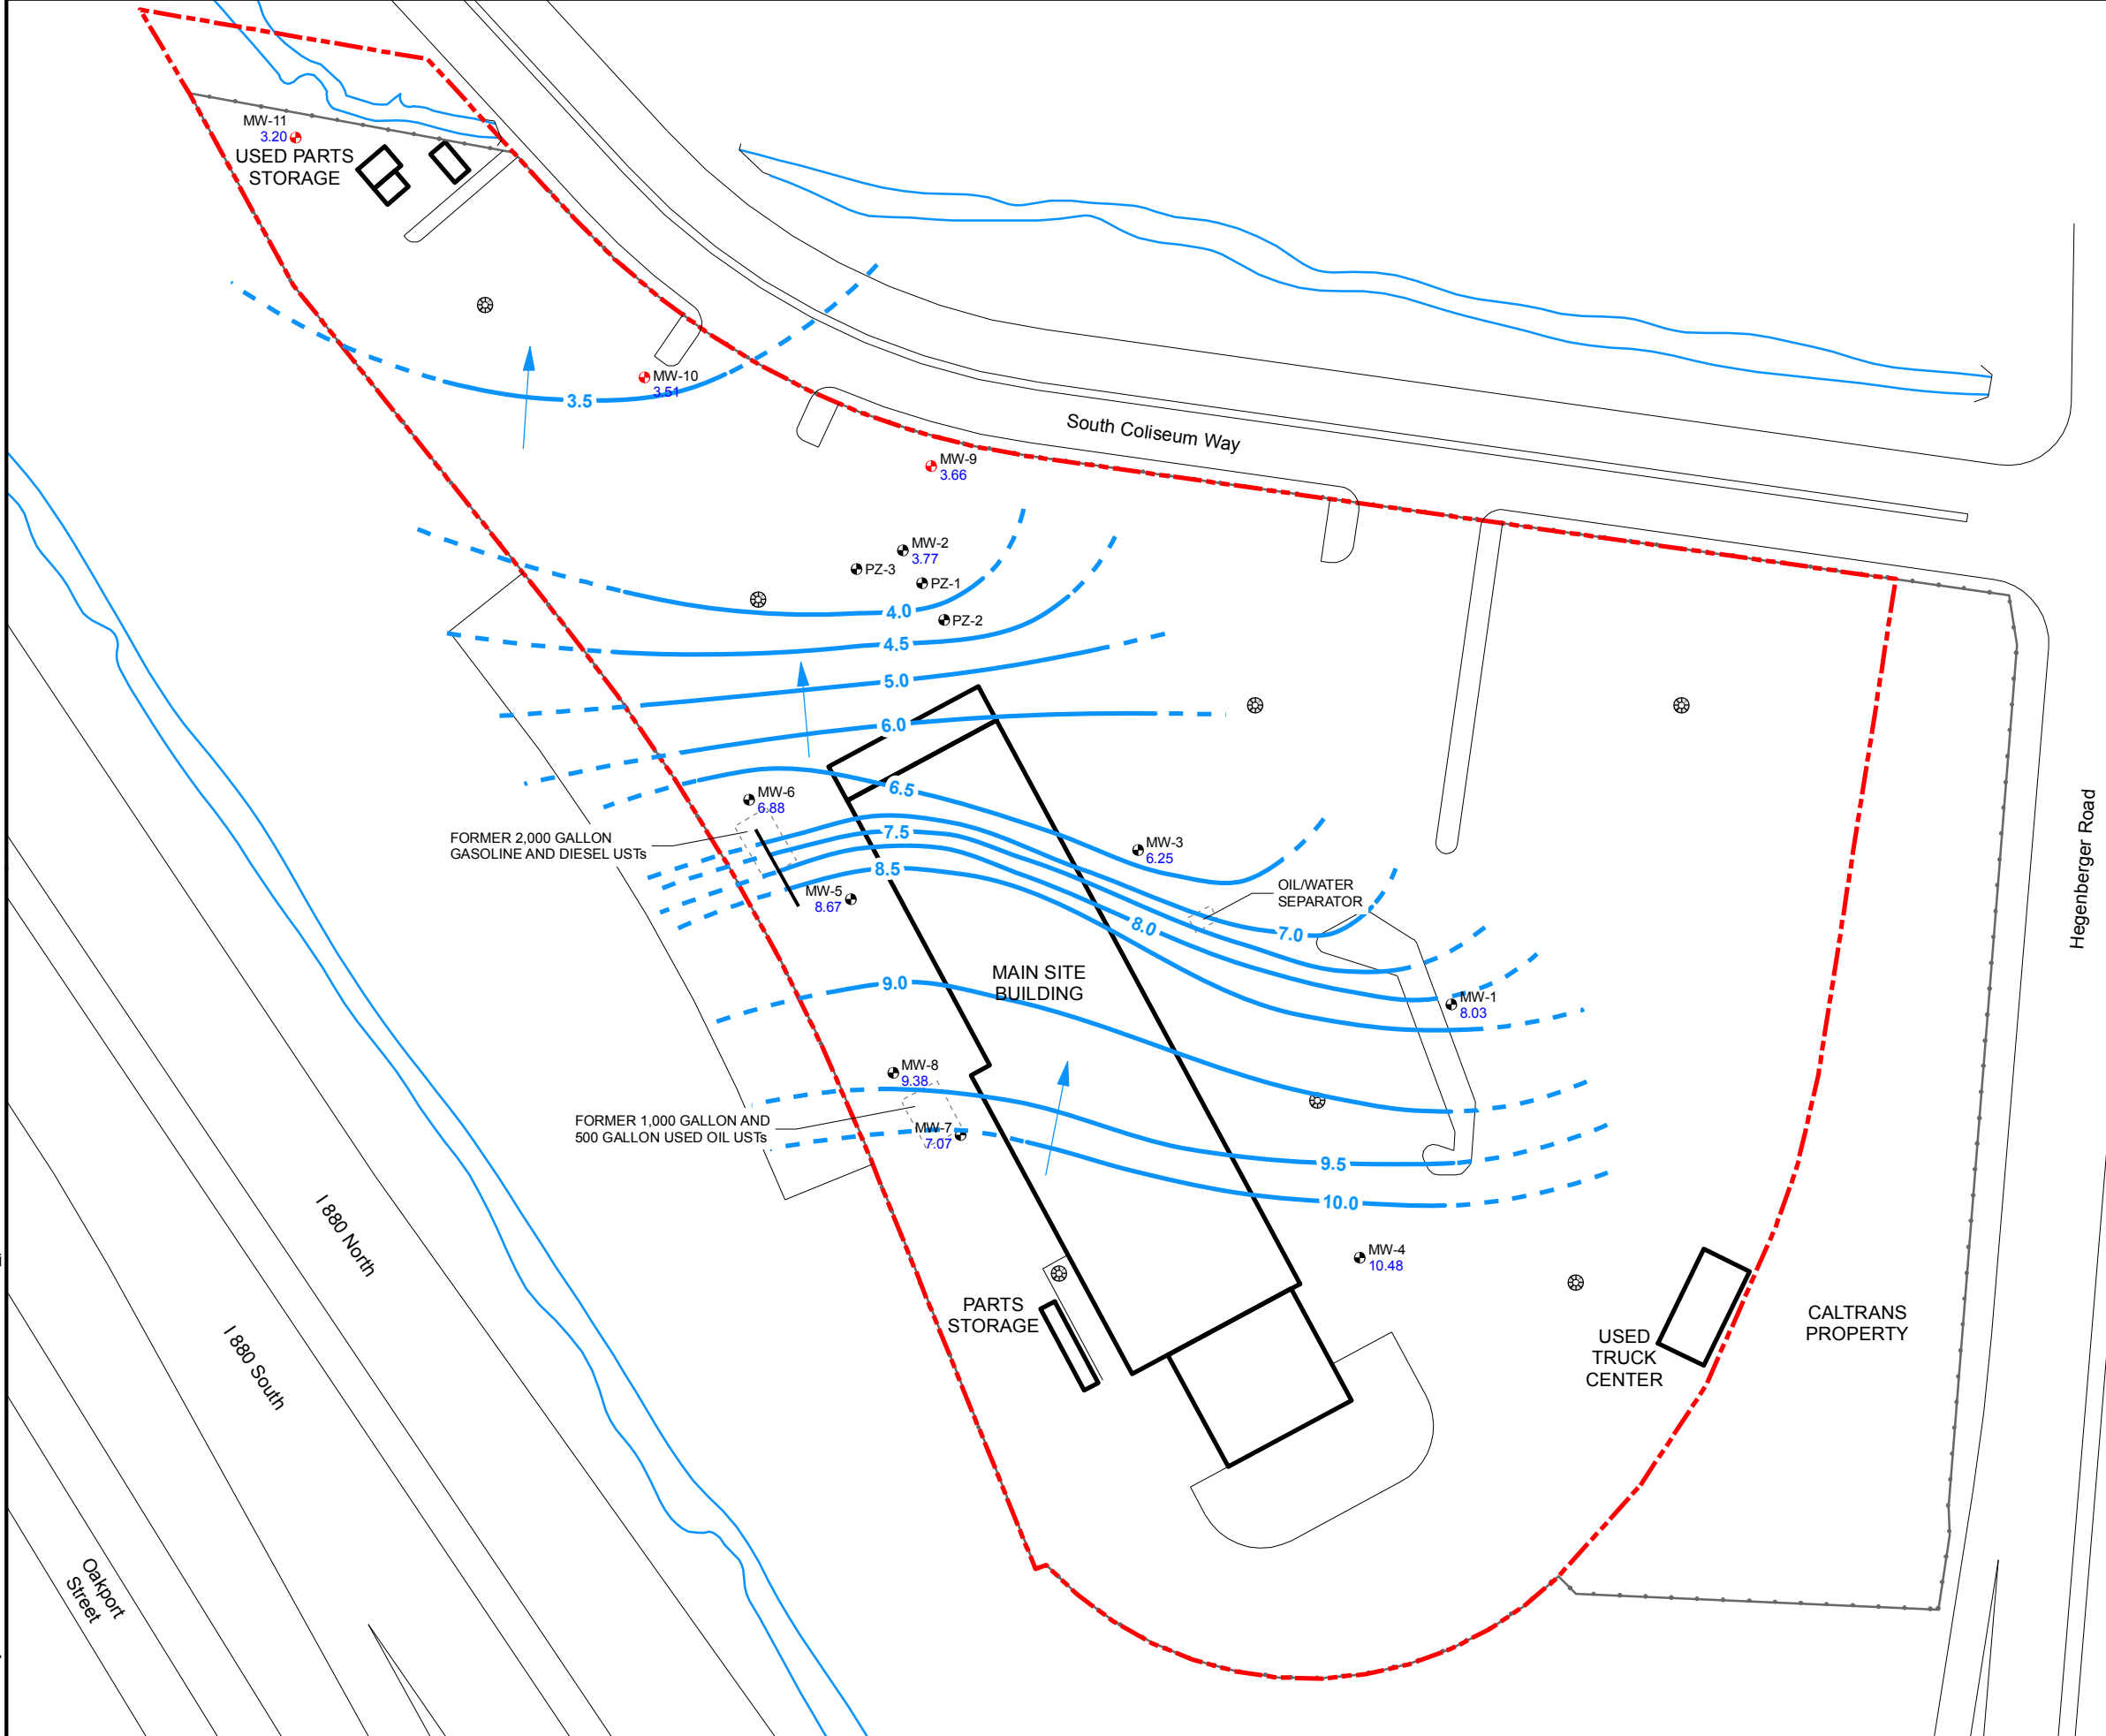 MW-11
3.20
USED PARTS
STORAGE
MW-10
3.51
3.5
South Coliseum Way
MW-9
3.66
MW-2
3.77
PZ-3
PZ-1
PZ-2
4.0
4.5
5.0
6.0
6.5
MW-6
6.88
FORMER 2,000 GALLON
GASOLINE AND DIESEL USTs
7.5
MW-3
6.25
8.5
MW-5
8.67
OIL/WATER
SEPARATOR
8.0
7.0
Hegenberger Road
MAIN SITE
BUILDING
9.0
MW-1
8.03
MW-8
9.38
FORMER 1,000 GALLON AND
500 GALLON USED OIL USTs
MW-7
7.07
9.5
10.0
MW-4
10.48
I 880 North
I 880 South
PARTS
STORAGE
USED
TRUCK
CENTER
CALTRANS
PROPERTY
Oakport
Street